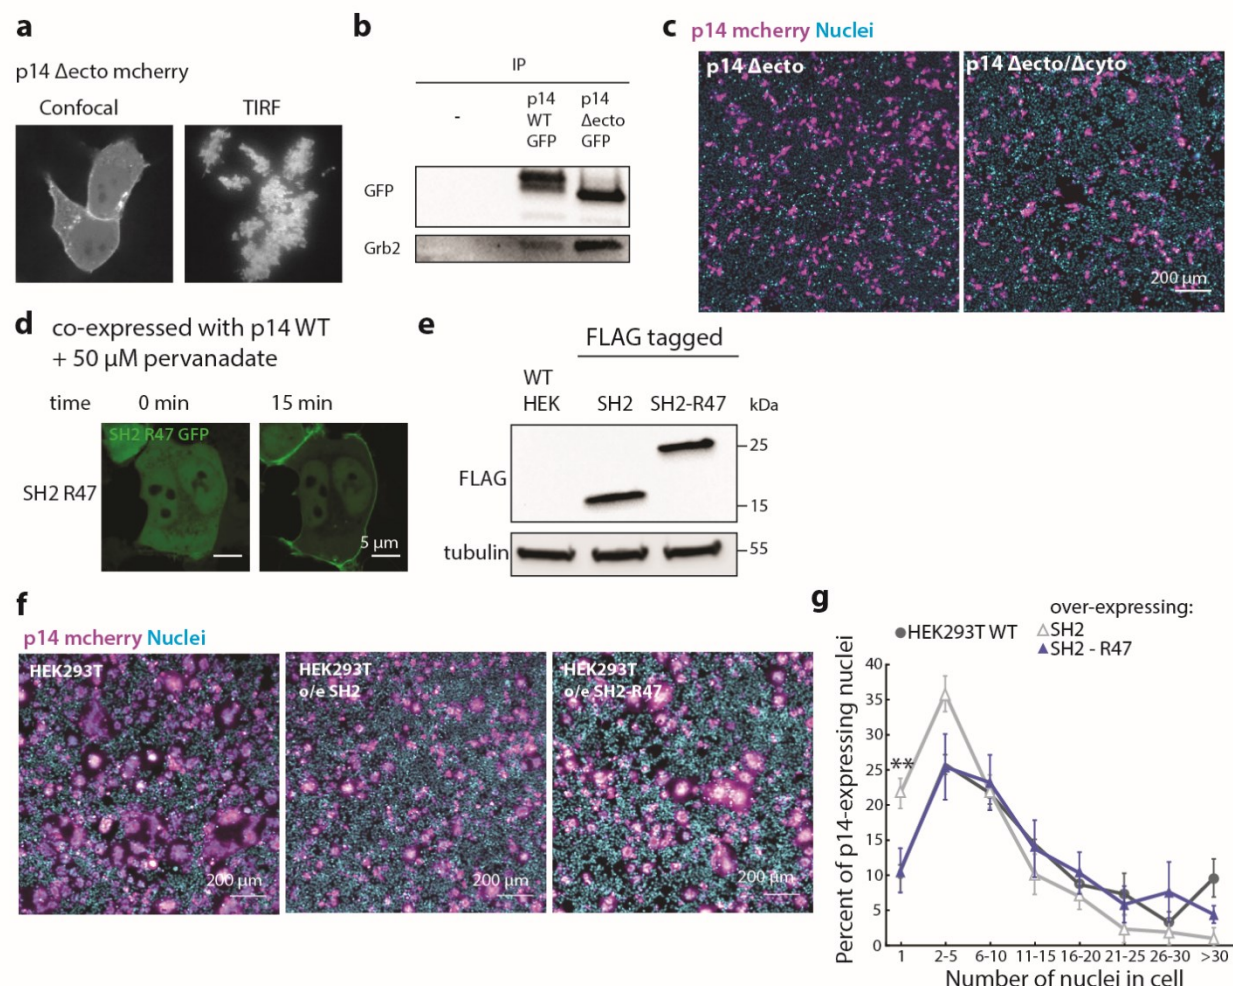 a
p14 Δecto mcherry
Confocal TIRF
b
IP
- p14 WT GFP p14 Δecto GFP
GFP
Grb2
c p14 mcherry Nuclei
p14 Δecto p14 Δecto/Δcyto
200 µm
d co-expressed with p14 WT
+ 50 µM pervanadate
time 0 min 15 min
SH2 R47 GFP
SH2 R47
5 µm
e
FLAG tagged
WT
HEK SH2 SH2-R47 kDa
25
FLAG
15
tubulin 55
f
p14 mcherry Nuclei
HEK293T HEK293T
o/e SH2 HEK293T
o/e SH2-R47
200 µm 200 µm 200 µm
g
over-expressing:
HEK293T WT SH2
SH2 - R47
Percent of p14-expressing nuclei
40
35
30
25
20
15
10
5
0
**
1 2-5 6-10 11-15 16-20 21-25 26-30 >30
Number of nuclei in cell